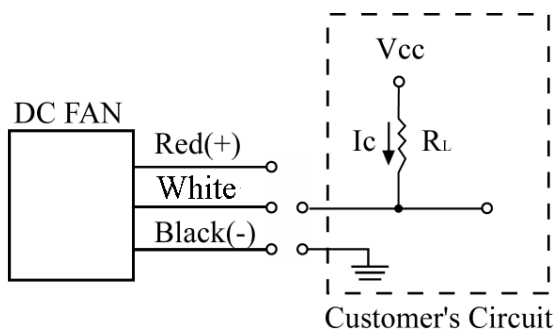 Vcc
DC FAN
Red(+)
Ic
RL
White
Black(-)
Customer's Circuit